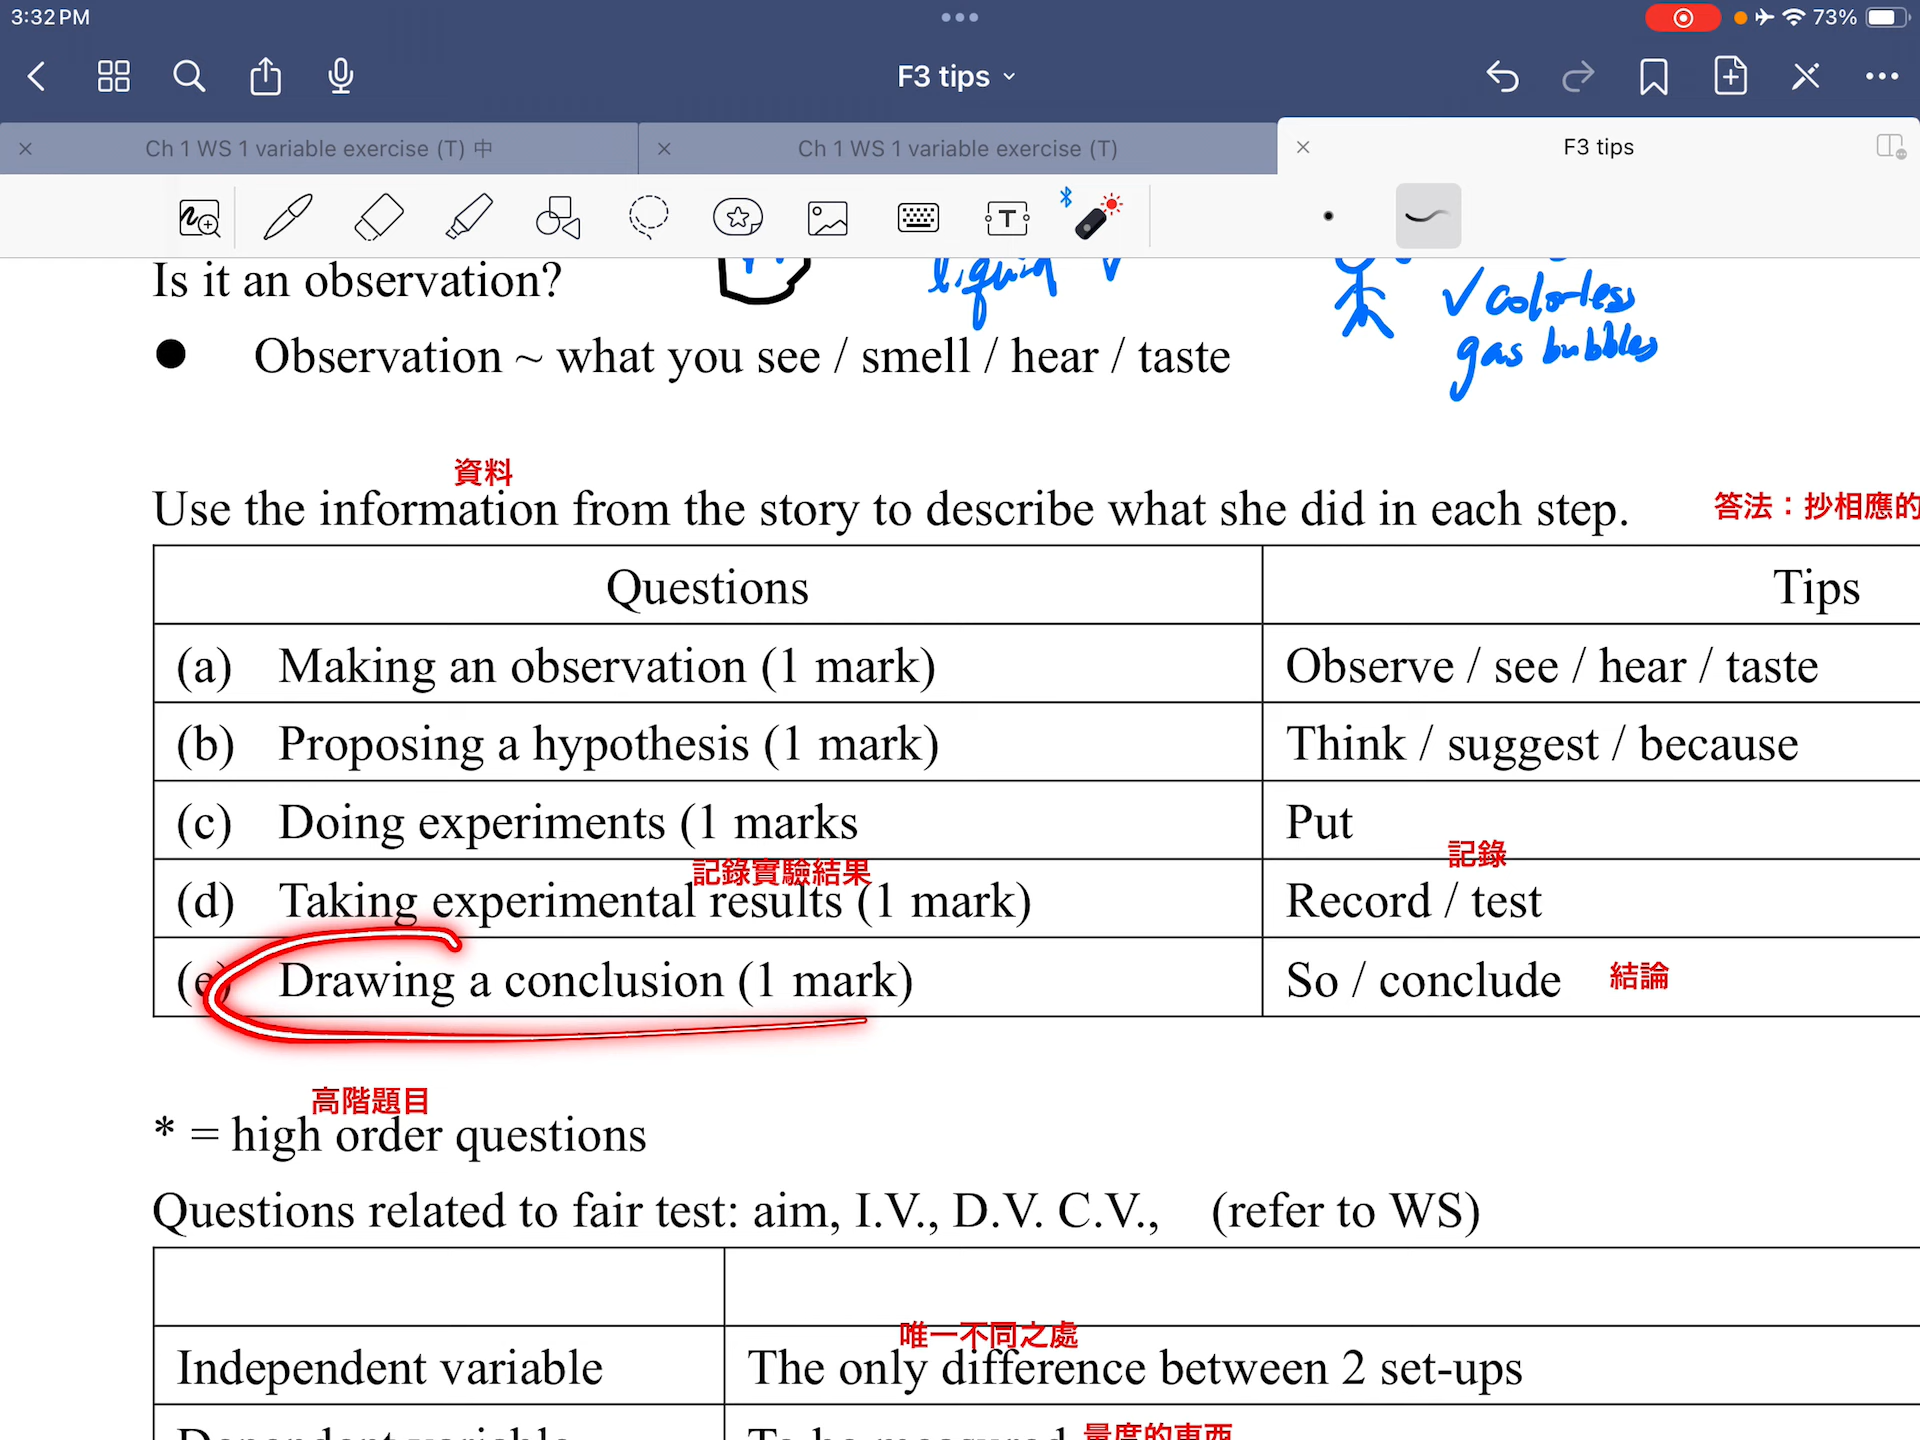 3:32 PM
73%
F3 tips
Ch 1 WS 1 variable exercise (T) 中
Ch 1 WS 1 variable exercise (T)
F3 tips
T
Is it an observation?
liquid
✓ colorless
gas bubbles
● Observation ~ what you see / smell / hear / taste
資料
Use the information from the story to describe what she did in each step.
答法：抄相應的
Questions Tips
(a) Making an observation (1 mark) Observe / see / hear / taste
(b) Proposing a hypothesis (1 mark) Think / suggest / because
(c) Doing experiments (1 marks Put
記錄實驗結果 記錄
(d) Taking experimental results (1 mark) Record / test
(e) Drawing a conclusion (1 mark) So / conclude 結論
高階題目
* = high order questions
Questions related to fair test: aim, I.V., D.V. C.V., (refer to WS)
唯一不同之處
Independent variable The only difference between 2 set-ups
Dependent variable To be measured 量度的東西